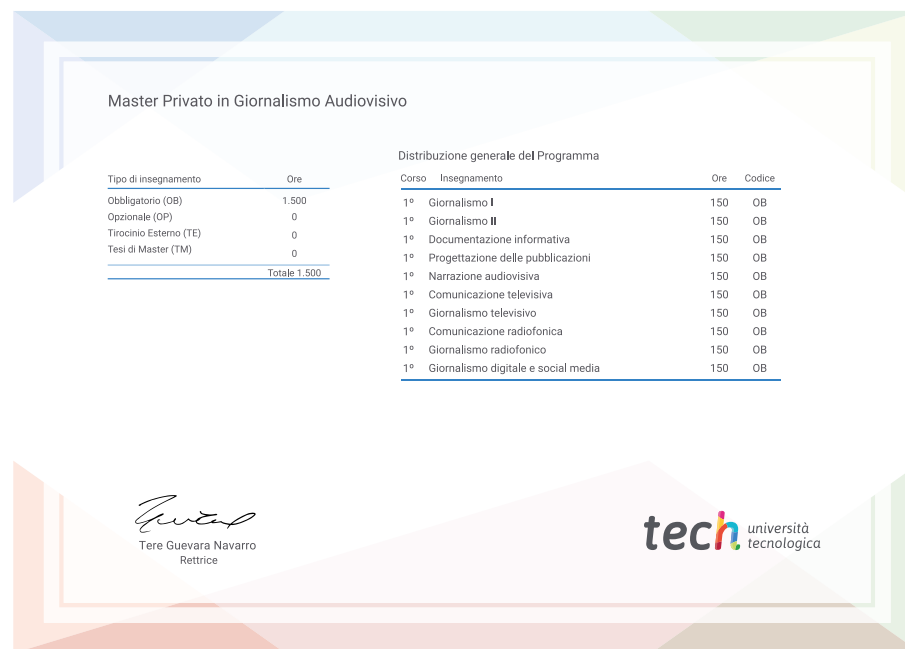 Master Privato in Giornalismo Audiovisivo
Tipo di insegnamento Ore
Obbligatorio (OB) 1.500
Opzionale (OP) 0
Tirocinio Esterno (TE) 0
Tesi di Master (TM) 0
Totale 1.500
Distribuzione generale del Programma
Corso Insegnamento Ore Codice
1º Giornalismo I 150 OB
1º Giornalismo II 150 OB
1º Documentazione informativa 150 OB
1º Progettazione delle pubblicazioni 150 OB
1º Narrazione audiovisiva 150 OB
1º Comunicazione televisiva 150 OB
1º Giornalismo televisivo 150 OB
1º Comunicazione radiofonica 150 OB
1º Giornalismo radiofonico 150 OB
1º Giornalismo digitale e social media 150 OB
Tere Guevara Navarro
Rettrice
tech università
tecnologica